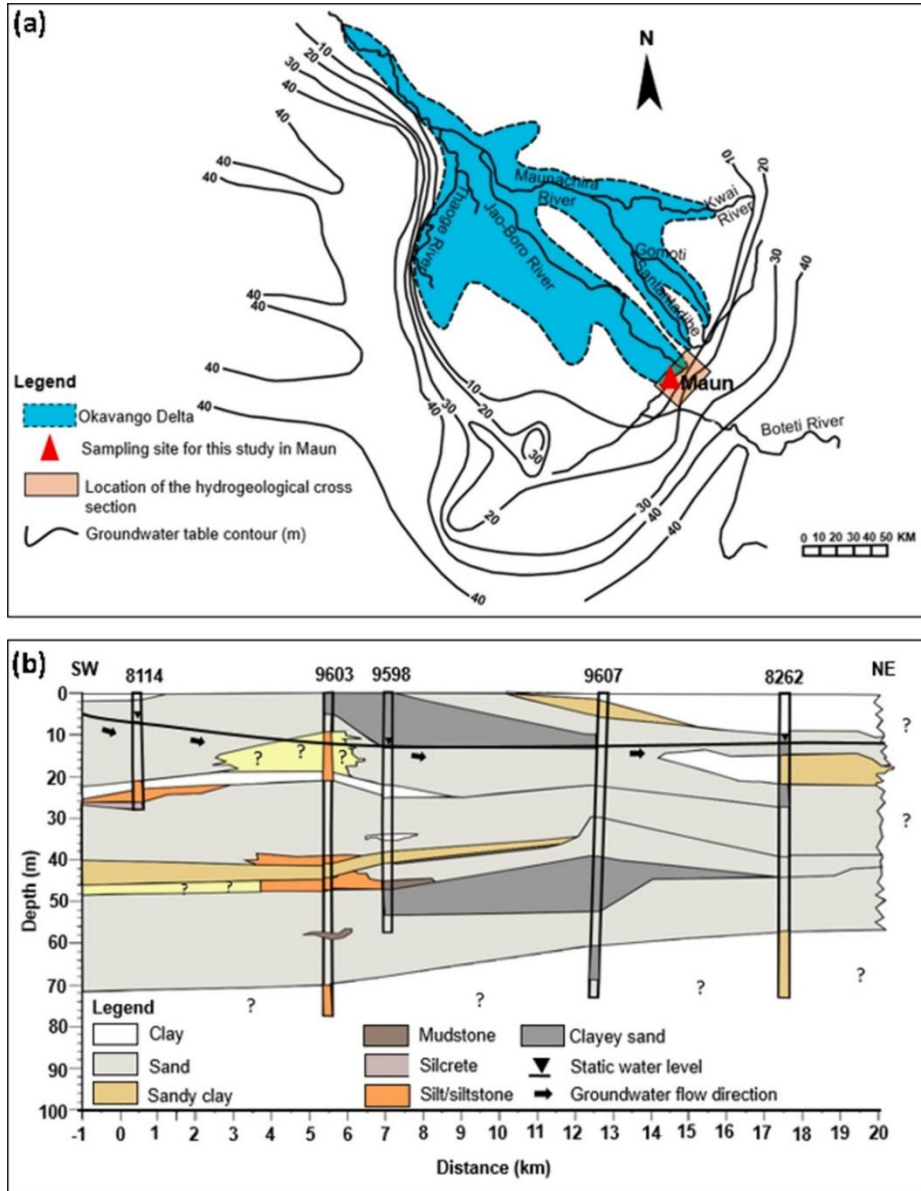 (a)
N
10
20
30
40
40
40
40
40
40
40
40
10
20
30
40
Maunachira
River
Kwai
River
Thaoge River
Jao-Boro River
Gomoti
Santamadibe
Maun
Boteti River
10
20
30
40
30
20
30
40
40
40
Legend
Okavango Delta
Sampling site for this study in Maun
Location of the hydrogeological cross
section
Groundwater table contour (m)
0 10 20 30 40 50 KM
(b)
SW
NE
8114
9603
9598
9607
8262
0
10
20
30
40
50
60
70
80
90
100
Depth (m)
? ? ?
?
?
? ?
? ? ? ?
Legend
Clay
Sand
Sandy clay
Mudstone
Silcrete
Silt/siltstone
Clayey sand
Static water level
Groundwater flow direction
-1 0 1 2 3 4 5 6 7 8 9 10 11 12 13 14 15 16 17 18 19 20
Distance (km)